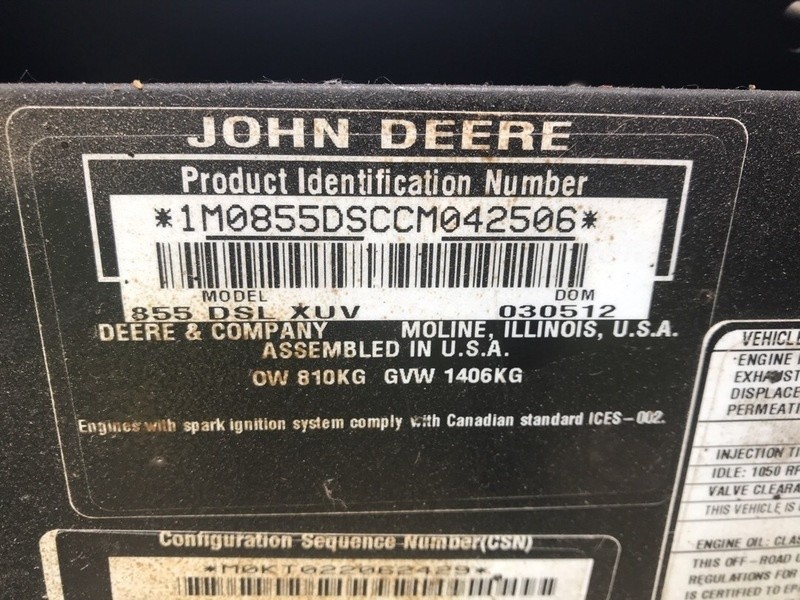 JOHN DEERE
Product Identification Number
*1M0855DSCCM042506*
MODEL DOM
855 DSL XUV 030512
DEERE & COMPANY MOLINE, ILLINOIS, U.S.A.
ASSEMBLED IN U.S.A.
OW 810KG GVW 1406KG
Engines with spark ignition system comply with Canadian standard ICES-002.
Configuration Sequence Number(CSN)
*M0KT022062429*
VEHICLE
ENGINE
EXHAUST
DISPLACE
PERMEATI
INJECTION TI
IDLE: 1050 RP
VALVE CLEARA
THIS VEHICLE IS
ENGINE OIL: CLAS
THIS OFF-ROAD
REGULATIONS FOR
IS CERTIFIED TO EP